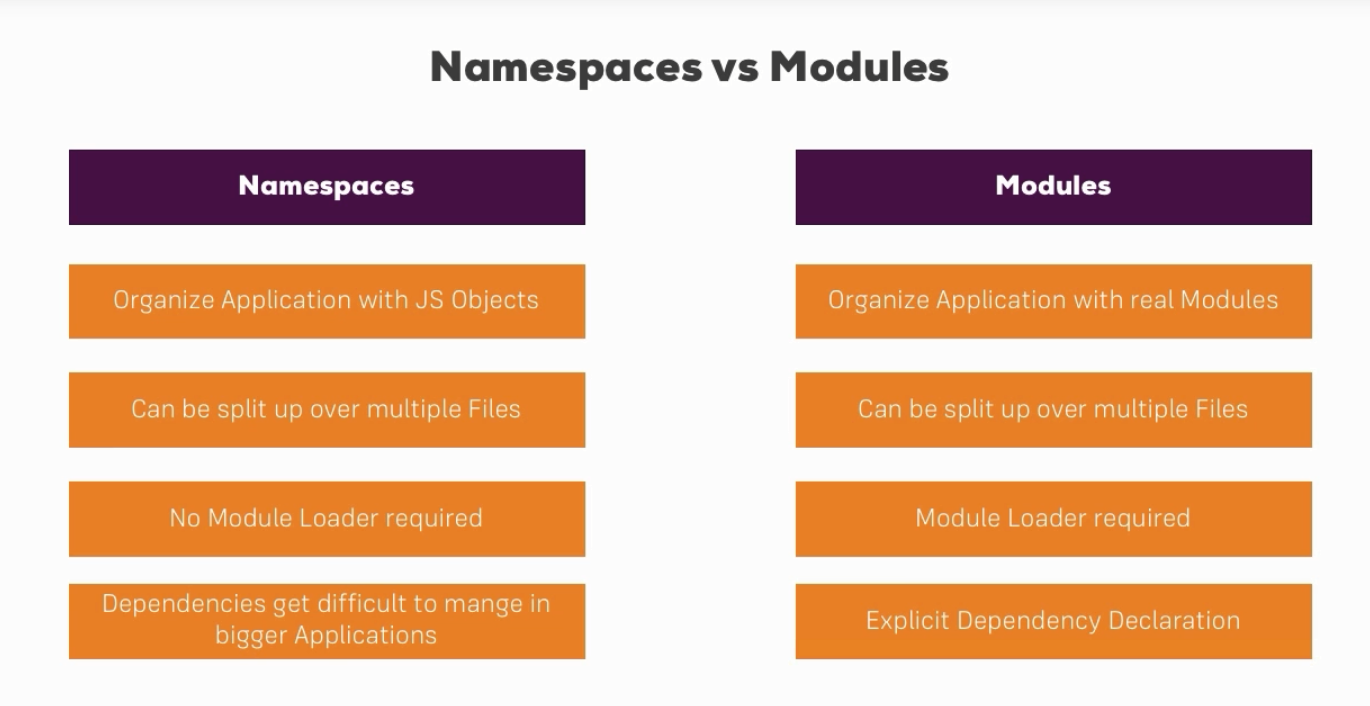 Namespaces vs Modules
Namespaces
Modules
Organize Application with JS Objects
Organize Application with real Modules
Can be split up over multiple Files
Can be split up over multiple Files
No Module Loader required
Module Loader required
Dependencies get difficult to mange in
bigger Applications
Explicit Dependency Declaration